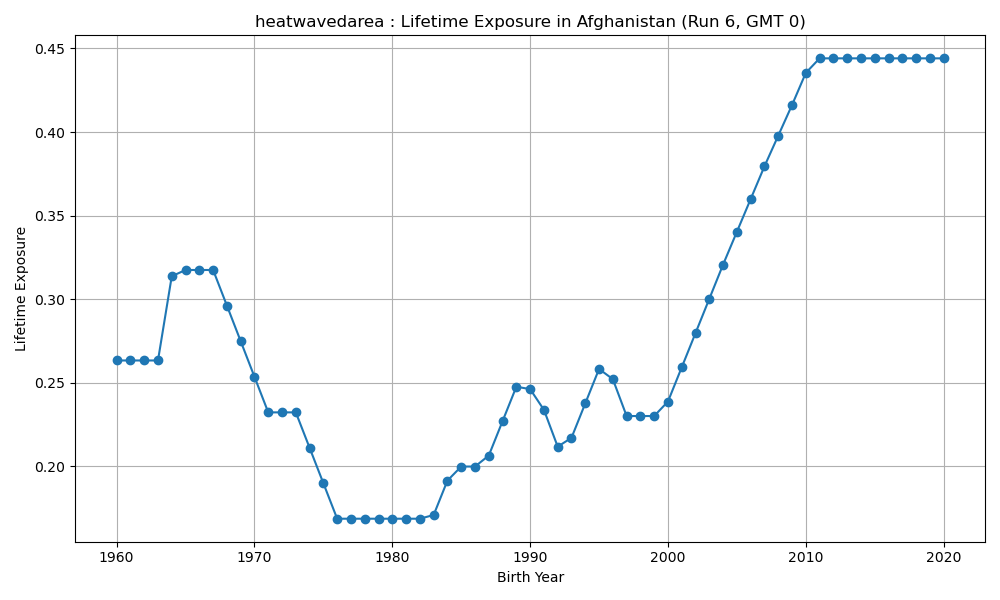 heatwavedarea : Lifetime Exposure in Afghanistan (Run 6, GMT 0)
0.45
0.40
0.35
0.30
0.25
0.20
Lifetime Exposure
1960 1970 1980 1990 2000 2010 2020
Birth Year